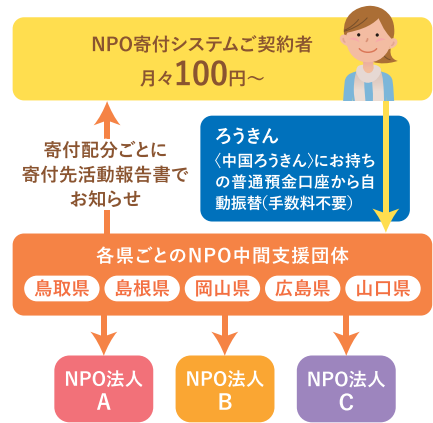 NPO寄付システムご契約者
月々100円～
寄付配分ごとに
寄付先活動報告書で
お知らせ
ろうきん
〈中国ろうきん〉にお持ち
の普通預金口座から自
動振替(手数料不要)
各県ごとのNPO中間支援団体
鳥取県 島根県 岡山県 広島県 山口県
NPO法人 NPO法人 NPO法人
A B C